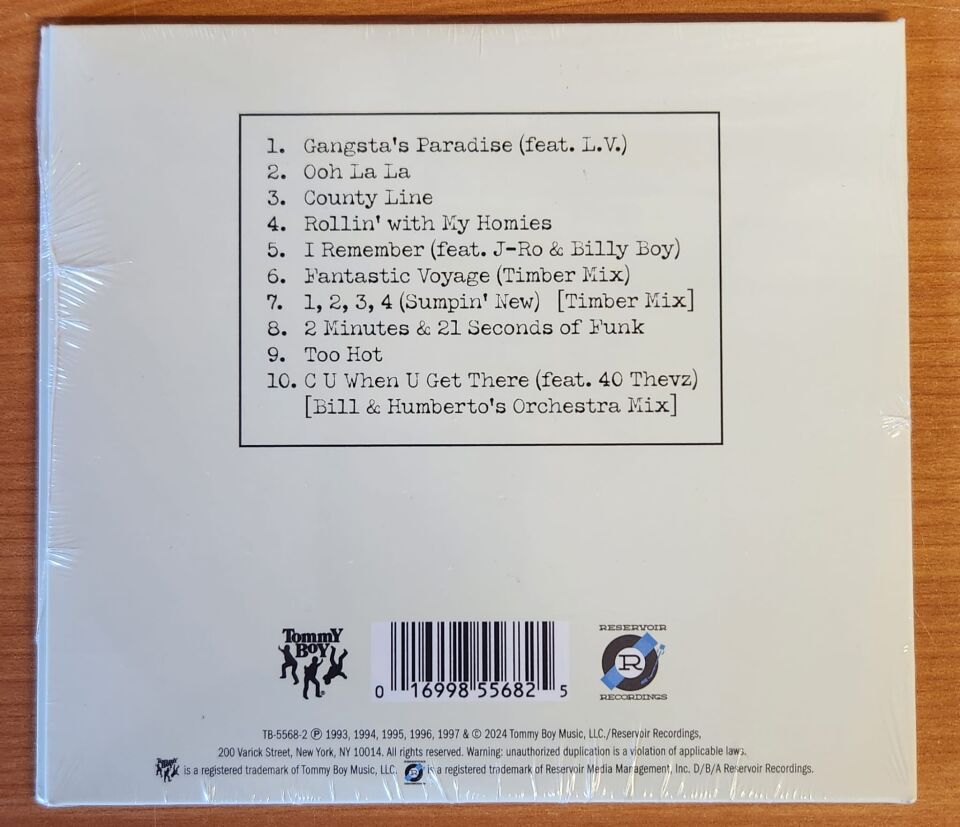 1. Gangsta's Paradise (feat. L.V.)
2. Ooh La La
3. County Line
4. Rollin' with My Homies
5. I Remember (feat. J-Ro & Billy Boy)
6. Fantastic Voyage (Timber Mix)
7. 1, 2, 3, 4 (Sumpin' New) [Timber Mix]
8. 2 Minutes & 21 Seconds of Funk
9. Too Hot
10. C U When U Get There (feat. 40 Thevz)
[Bill & Humberto's Orchestra Mix]
TOMMY
BOY
0 16998 55682 5
RESERVOIR
R
RECORDINGS
TB-5568-2 ℗ 1993, 1994, 1995, 1996, 1997 & © 2024 Tommy Boy Music, LLC./Reservoir Recordings,
200 Varick Street, New York, NY 10014. All rights reserved. Warning: unauthorized duplication is a violation of applicable laws.
is a registered trademark of Tommy Boy Music, LLC. is a registered trademark of Reservoir Media Management, Inc. D/B/A Reservoir Recordings.